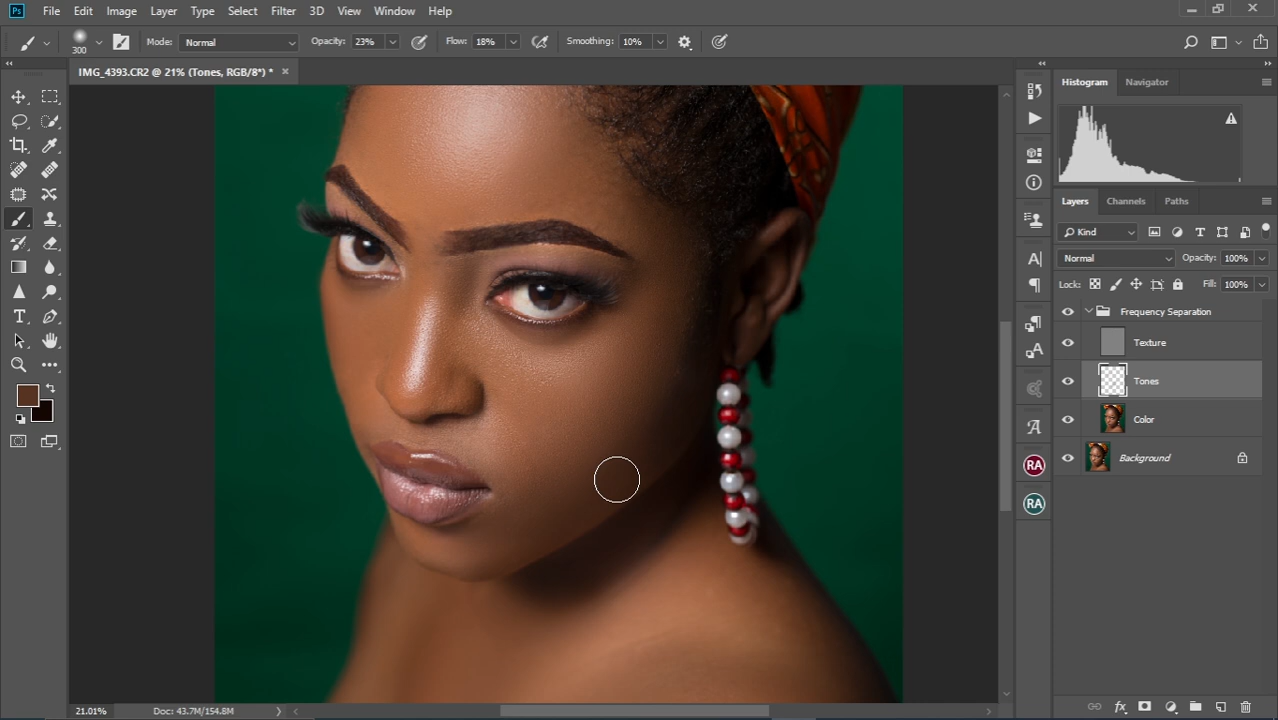 Ps File Edit Image Layer Type Select Filter 3D View Window Help
300 Mode: Normal Opacity: 23% Flow: 18% Smoothing: 10%
IMG_4393.CR2 @ 21% (Tones, RGB/8*) *
Histogram Navigator
Layers Channels Paths
Kind
Normal Opacity: 100%
Lock: Fill: 100%
Frequency Separation
Texture
Tones
Color
Background
RA
RA
21.01% Doc: 43.7M/154.8M